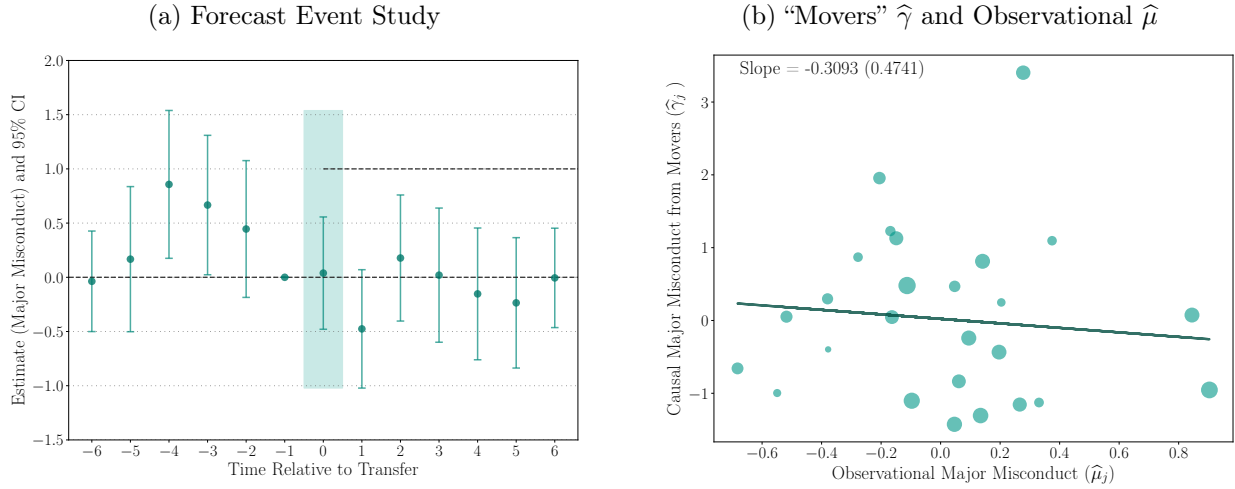 (a) Forecast Event Study
Estimate (Major Misconduct) and 95% CI
2.0
1.5
1.0
0.5
0.0
−0.5
−1.0
−1.5
−6 −5 −4 −3 −2 −1 0 1 2 3 4 5 6
Time Relative to Transfer
(b) “Movers” γ̂ and Observational μ̂
Slope = -0.3093 (0.4741)
Causal Major Misconduct from Movers (γ̂ⱼ)
3
2
1
0
−1
−0.6 −0.4 −0.2 0.0 0.2 0.4 0.6 0.8
Observational Major Misconduct (μ̂ⱼ)